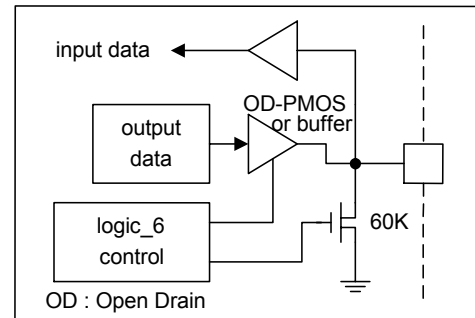 input data
OD-PMOS
or buffer
output
data
logic_6
control
60K
OD : Open Drain